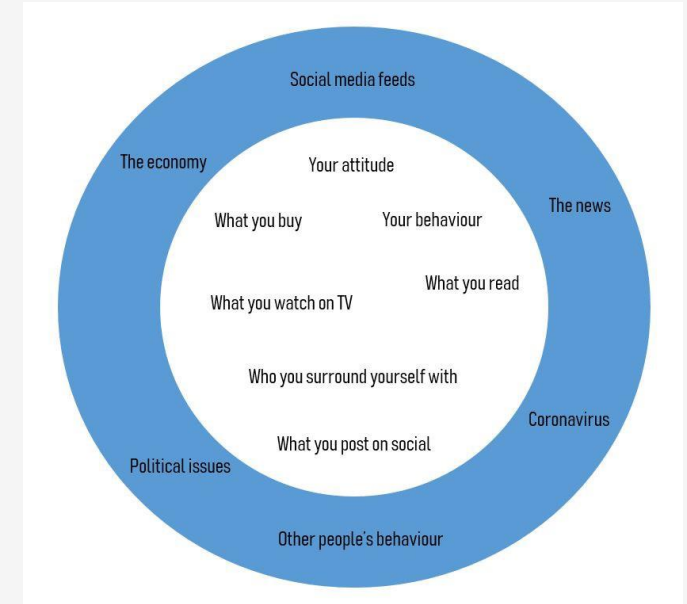 Social media feeds
The economy
Your attitude
The news
What you buy
Your behaviour
What you read
What you watch on TV
Who you surround yourself with
Coronavirus
What you post on social
Political issues
Other people's behaviour